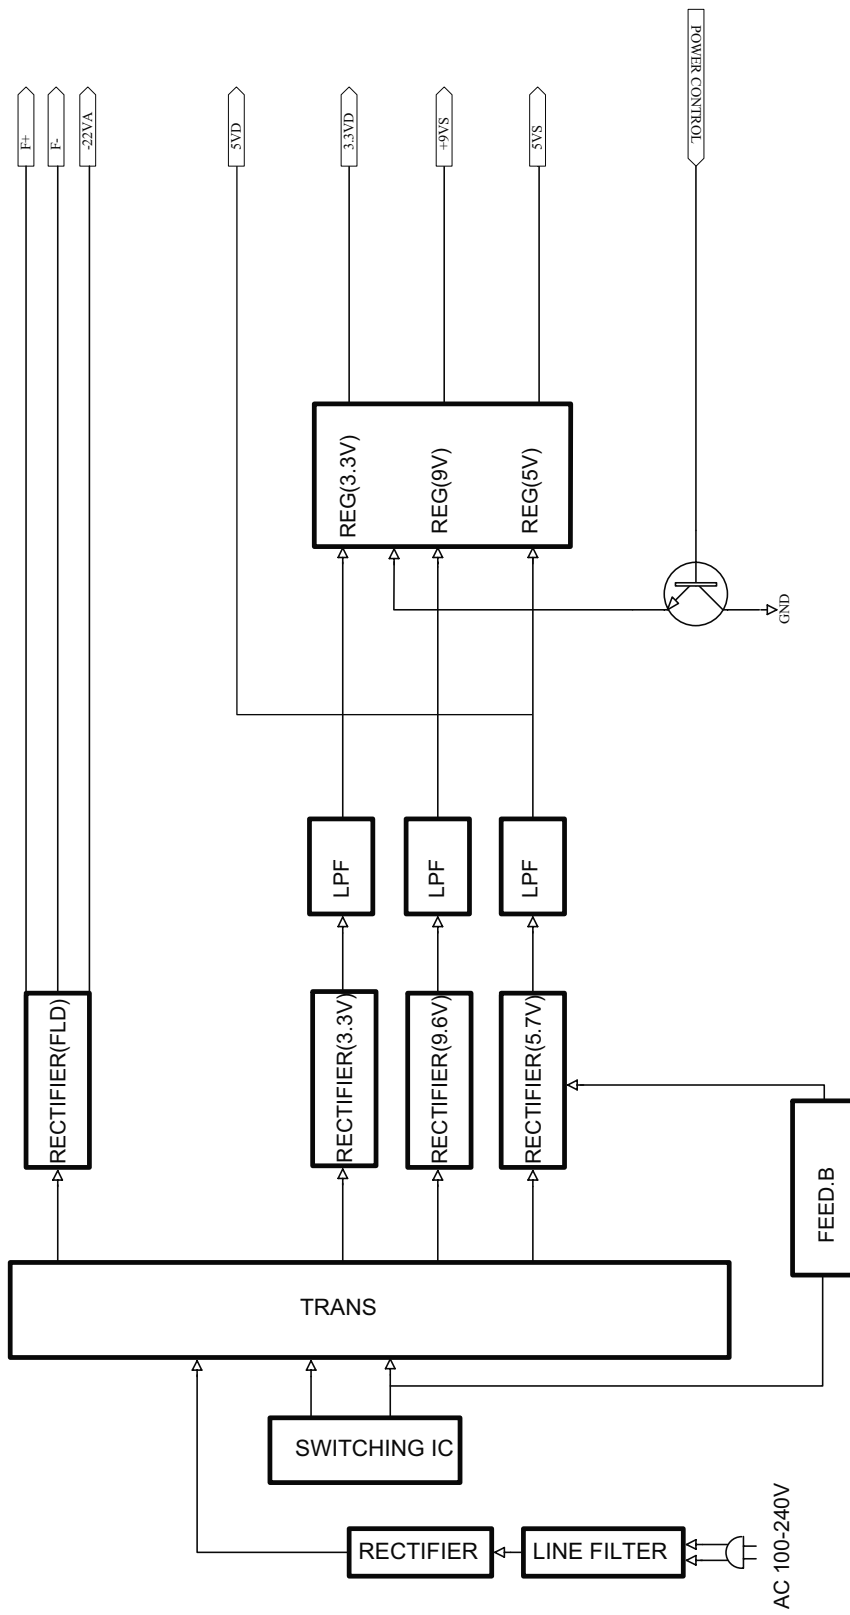 F+
F-
-22VA
5VD
3.3VD
+9VS
5VS
POWER CONTROL
REG(3.3V)
REG(9V)
REG(5V)
GND
LPF
LPF
LPF
RECTIFIER(FLD)
RECTIFIER(3.3V)
RECTIFIER(9.6V)
RECTIFIER(5.7V)
FEED.B
TRANS
SWITCHING IC
RECTIFIER
LINE FILTER
AC 100-240V